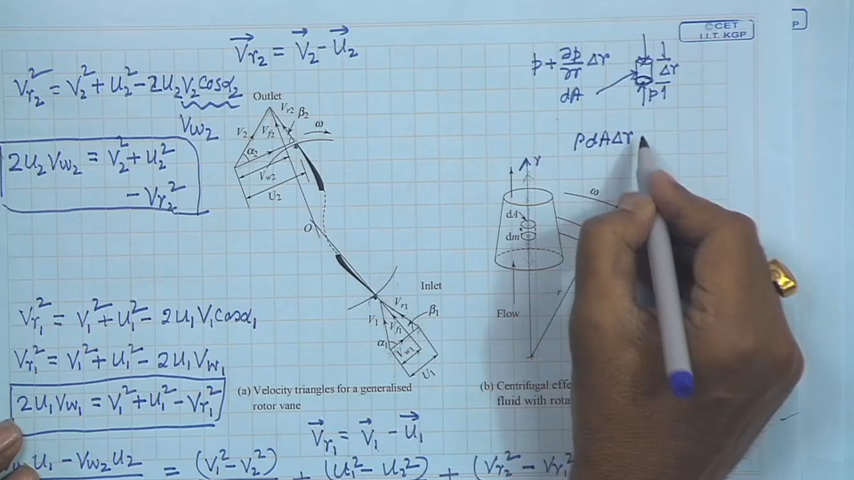 ©CET
I.I.T. KGP
P
V⃗r₂ = V⃗₂ − U⃗₂
Vr₂² = V₂² + U₂² − 2U₂V₂cosα₂
Vw₂
2U₂Vw₂ = V₂² + U₂²
− Vr₂²
p + ∂p/∂r Δr
Δr
dA
p
ρdAΔr
Outlet
V₂
Vr2
β₂
ω
Vf2
α₂
Vw2
U₂
O
Inlet
Vr1
β₁
V₁
Vf1
α₁
Vw1
U₁
r
ω
dA
dm
r
Flow
Vr₁² = V₁² + U₁² − 2U₁V₁cosα₁
Vr₁² = V₁² + U₁² − 2U₁Vw₁
2U₁Vw₁ = V₁² + U₁² − Vr₁²
(a) Velocity triangles for a generalised
rotor vane
(b) Centrifugal
fluid with
V⃗r₁ = V⃗₁ − U⃗₁
U₁ − Vw₂U₂ = (V₁² − V₂²) + (U₁² − U₂²) + (Vr₂² − Vr